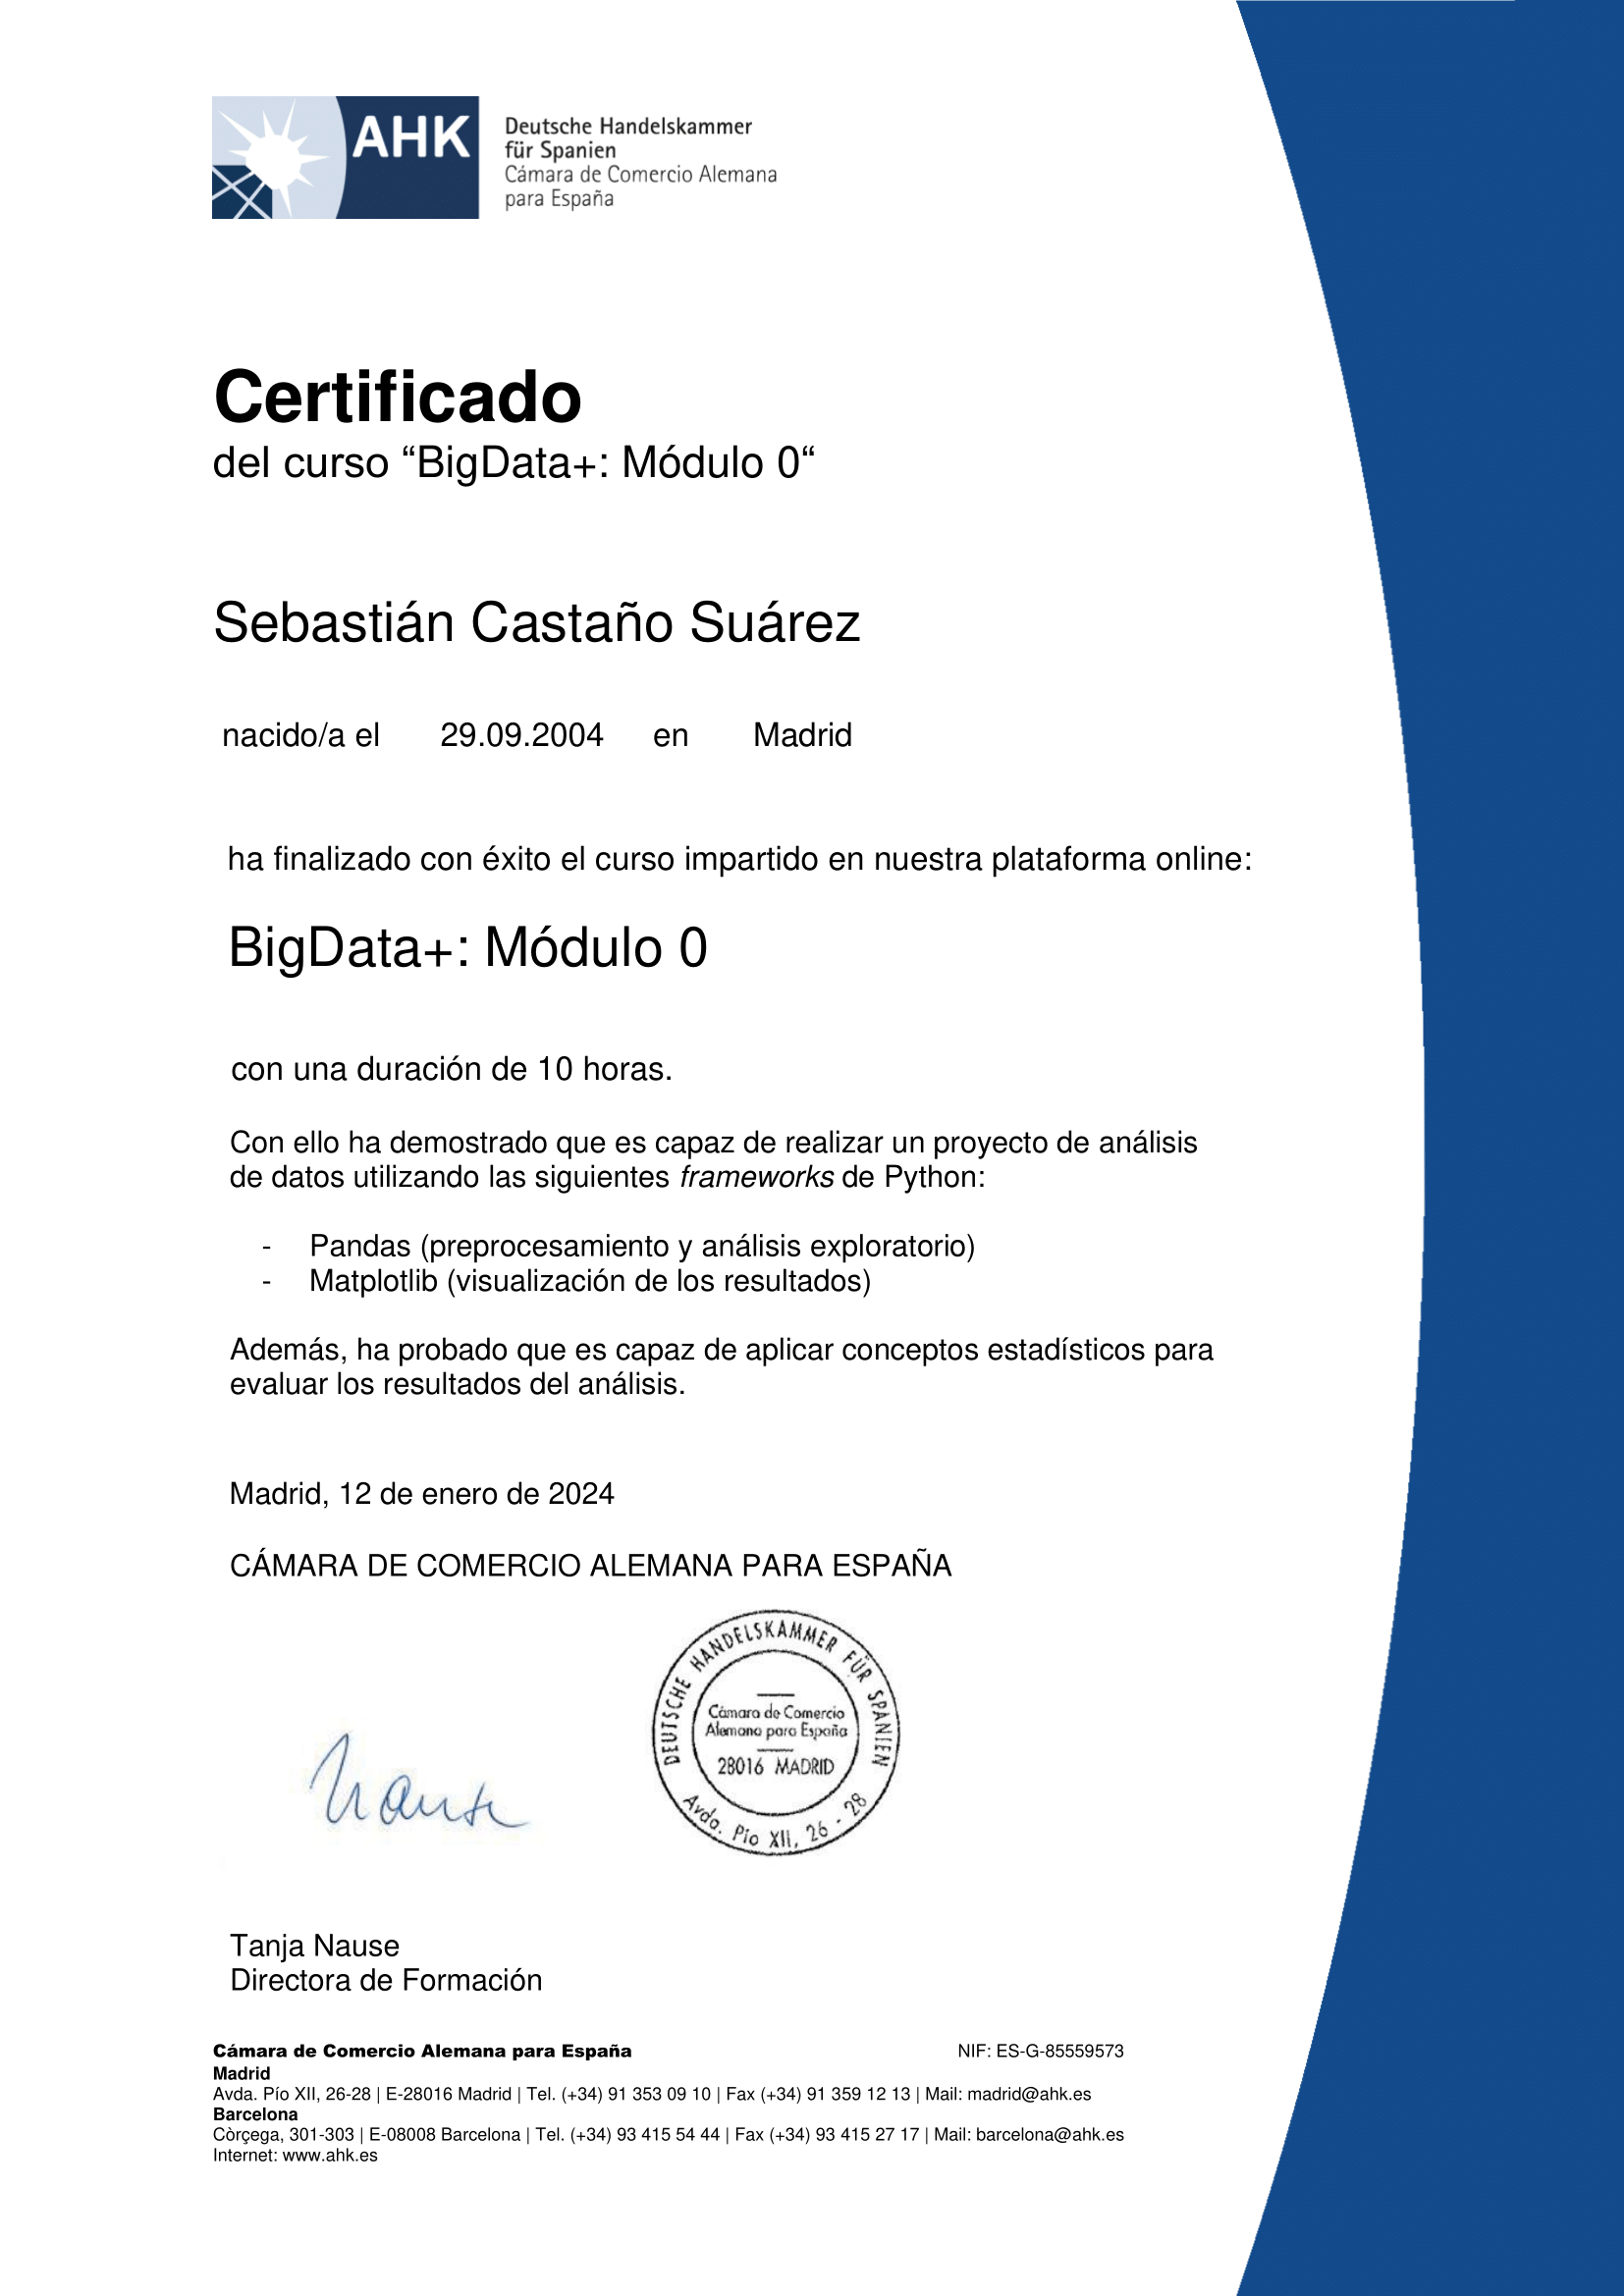 AHK
Deutsche Handelskammer
für Spanien
Cámara de Comercio Alemana
para España
Certificado
del curso “BigData+: Módulo 0“
Sebastián Castaño Suárez
nacido/a el 29.09.2004 en Madrid
ha finalizado con éxito el curso impartido en nuestra plataforma online:
BigData+: Módulo 0
con una duración de 10 horas.
Con ello ha demostrado que es capaz de realizar un proyecto de análisis
de datos utilizando las siguientes frameworks de Python:
- Pandas (preprocesamiento y análisis exploratorio)
- Matplotlib (visualización de los resultados)
Además, ha probado que es capaz de aplicar conceptos estadísticos para
evaluar los resultados del análisis.
Madrid, 12 de enero de 2024
CÁMARA DE COMERCIO ALEMANA PARA ESPAÑA
DEUTSCHE HANDELSKAMMER FÜR SPANIEN
Cámara de Comercio
Alemana para España
28016 MADRID
Avda. Pío XII, 26 - 28
Nause
Tanja Nause
Directora de Formación
Cámara de Comercio Alemana para España NIF: ES-G-85559573
Madrid
Avda. Pío XII, 26-28 | E-28016 Madrid | Tel. (+34) 91 353 09 10 | Fax (+34) 91 359 12 13 | Mail: madrid@ahk.es
Barcelona
Còrçega, 301-303 | E-08008 Barcelona | Tel. (+34) 93 415 54 44 | Fax (+34) 93 415 27 17 | Mail: barcelona@ahk.es
Internet: www.ahk.es